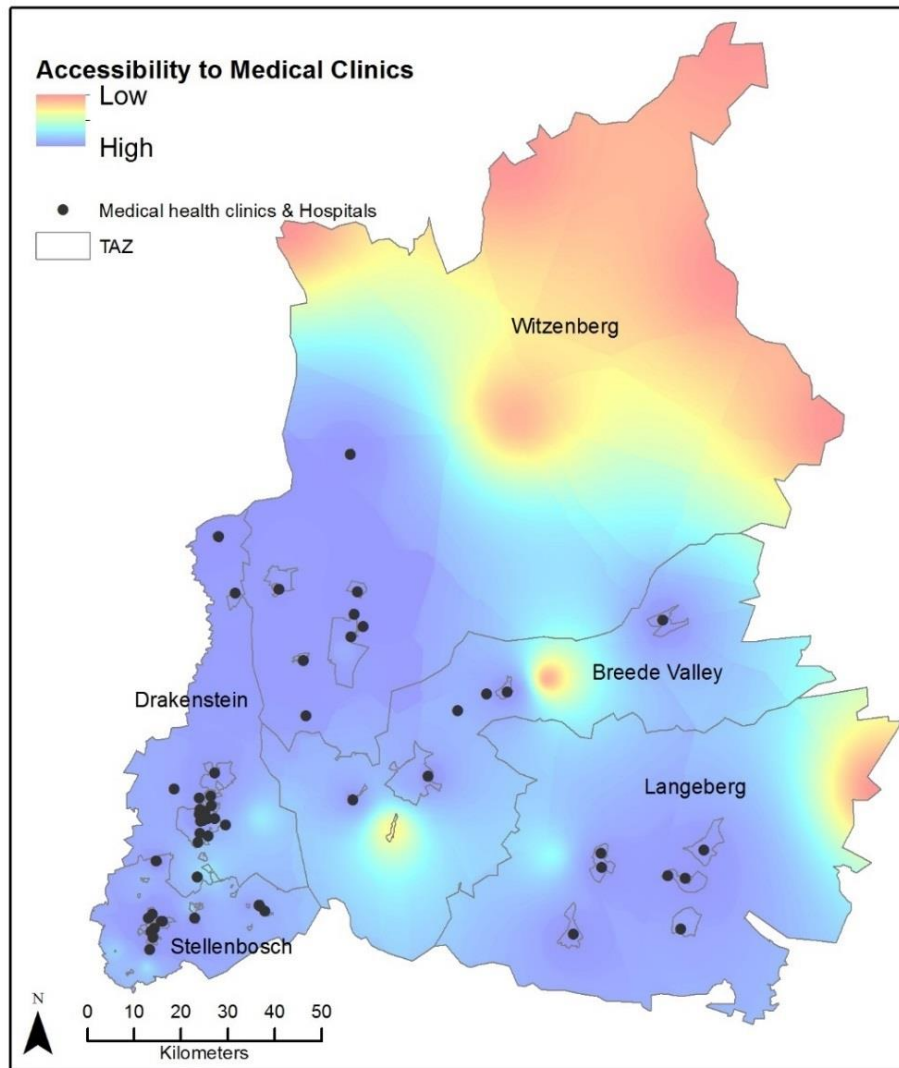 Accessibility to Medical Clinics
Low
High
Medical health clinics & Hospitals
TAZ
Witzenberg
Breede Valley
Drakenstein
Langeberg
Stellenbosch
N
0 10 20 30 40 50
Kilometers